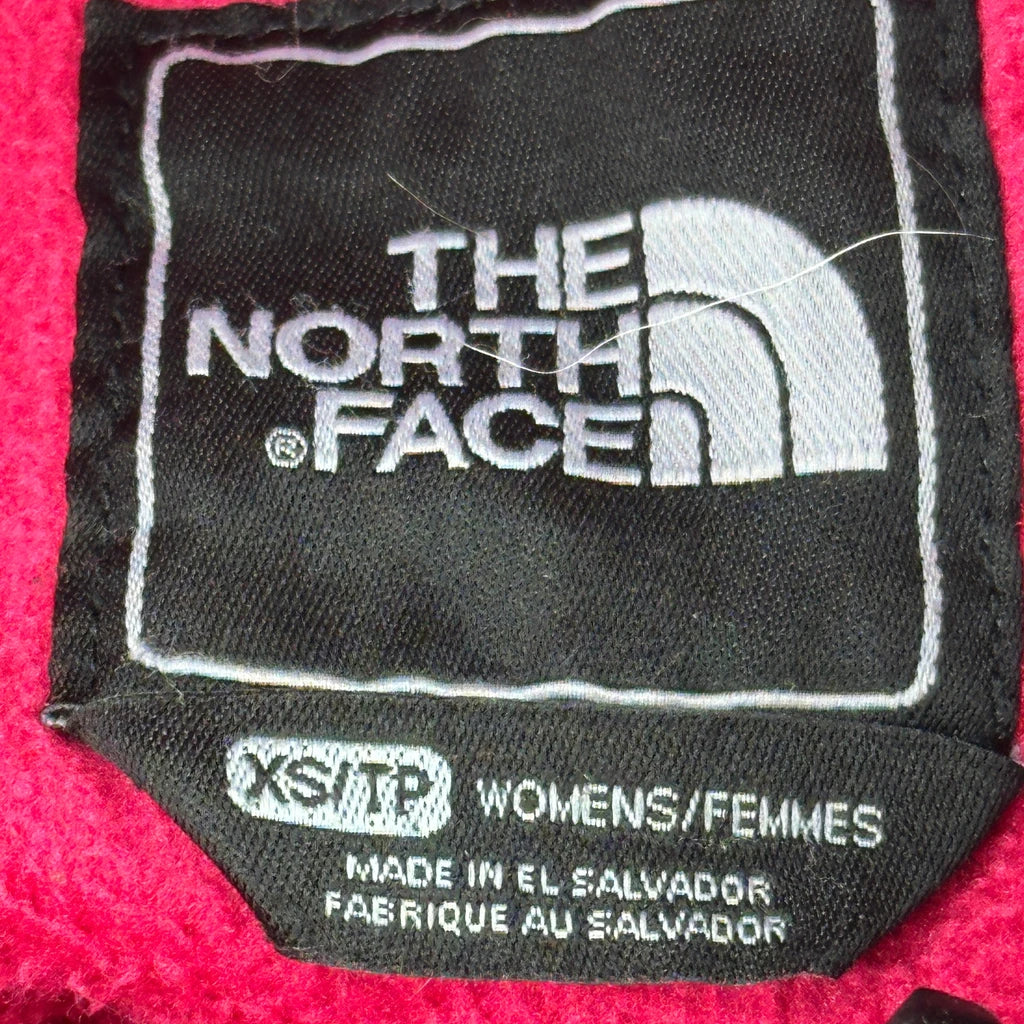 THE
NORTH
® FACE
XS/TP WOMENS/FEMMES
MADE IN EL SALVADOR
FABRIQUE AU SALVADOR